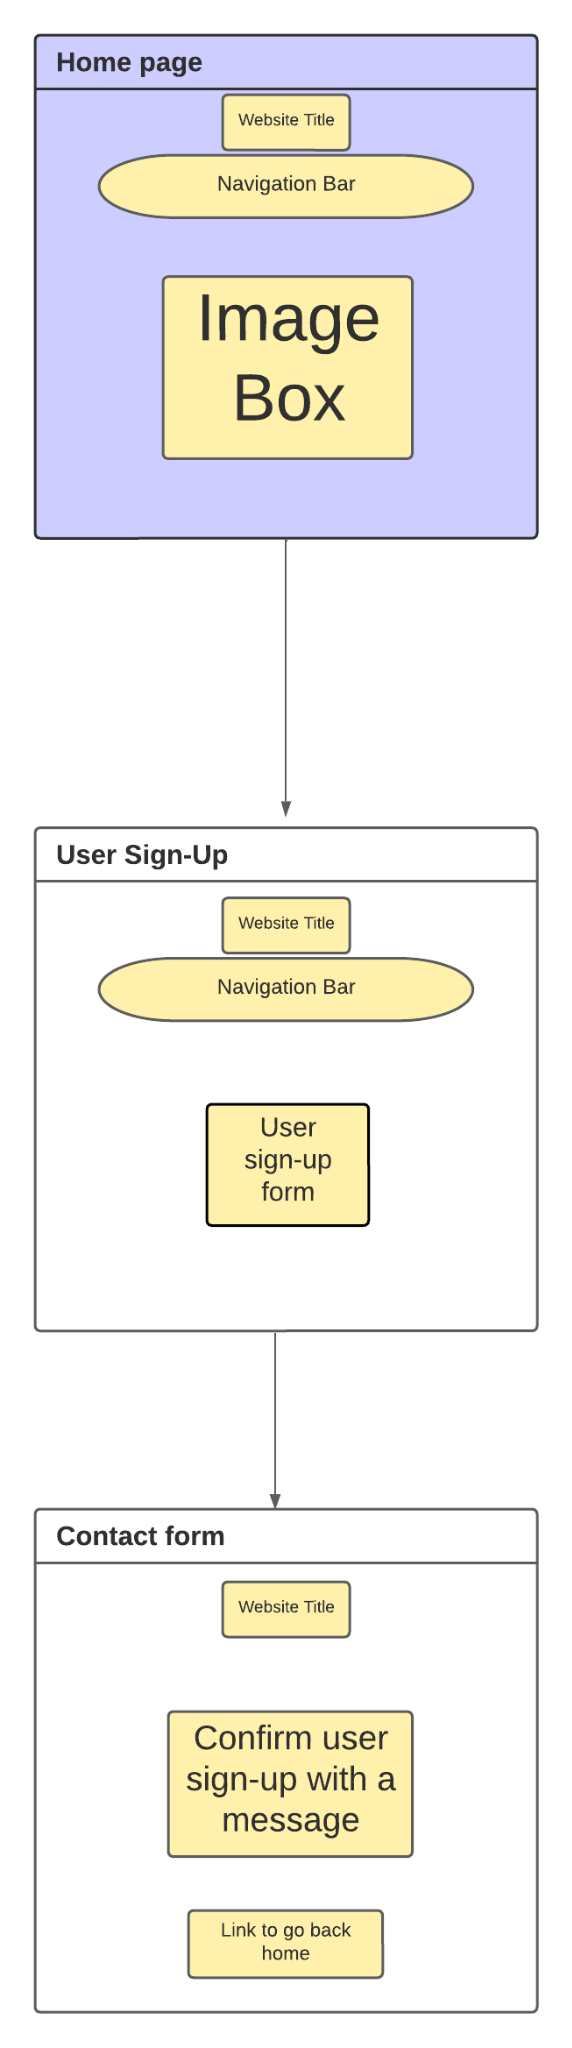 Home page
Website Title
Navigation Bar
Image
Box
User Sign-Up
Website Title
Navigation Bar
User
sign-up
form
Contact form
Website Title
Confirm user
sign-up with a
message
Link to go back
home